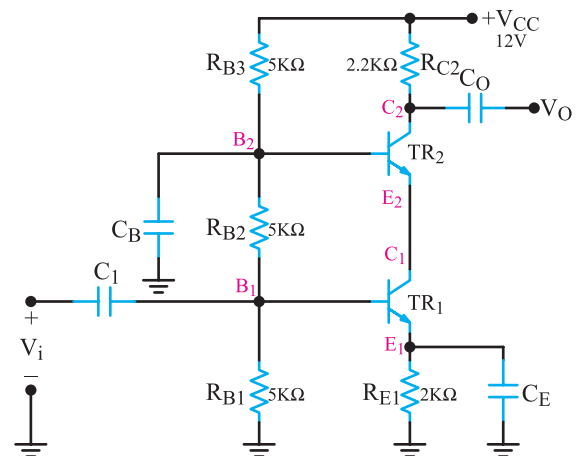 +VCC
12V
RB3
5KΩ
2.2KΩ
RC2
CO
C2
VO
B2
TR2
E2
CB
RB2
5KΩ
C1
C1
B1
TR1
+
Vi
–
E1
RB1
5KΩ
RE1
2KΩ
CE